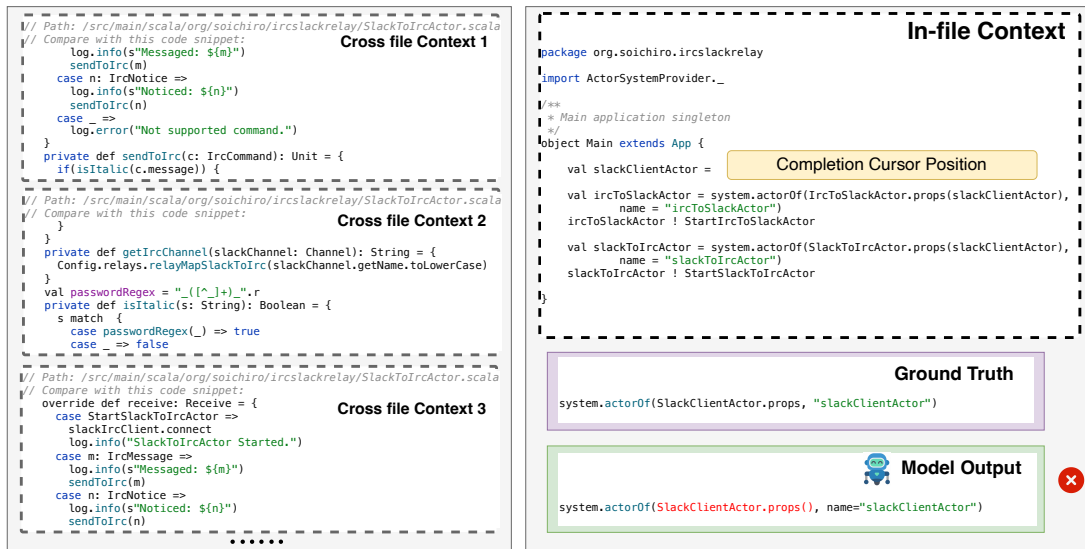 // Path: /src/main/scala/org/soichiro/ircslackrelay/SlackToIrcActor.scala
// Compare with this code snippet:
Cross file Context 1
log.info(s"Messaged: ${m}")
sendToIrc(m)
case n: IrcNotice =>
log.info(s"Noticed: ${n}")
sendToIrc(n)
case _ =>
log.error("Not supported command.")
}
private def sendToIrc(c: IrcCommand): Unit = {
if(isItalic(c.message)) {
// Path: /src/main/scala/org/soichiro/ircslackrelay/SlackToIrcActor.scala
// Compare with this code snippet:
Cross file Context 2
}
}
private def getIrcChannel(slackChannel: Channel): String = {
Config.relays.relayMapSlackToIrc(slackChannel.getName.toLowerCase)
}
val passwordRegex = "_([^_]+)_".r
private def isItalic(s: String): Boolean = {
s match  {
case passwordRegex(_) => true
case _ => false
// Path: /src/main/scala/org/soichiro/ircslackrelay/SlackToIrcActor.scala
// Compare with this code snippet:
Cross file Context 3
override def receive: Receive = {
case StartSlackToIrcActor =>
slackIrcClient.connect
log.info("SlackToIrcActor Started.")
case m: IrcMessage =>
log.info(s"Messaged: ${m}")
sendToIrc(m)
case n: IrcNotice =>
log.info(s"Noticed: ${n}")
sendToIrc(n)
......
In-file Context
package org.soichiro.ircslackrelay
import ActorSystemProvider._
/**
* Main application singleton
*/
object Main extends App {
val slackClientActor =
Completion Cursor Position
val ircToSlackActor = system.actorOf(IrcToSlackActor.props(slackClientActor),
name = "ircToSlackActor")
ircToSlackActor ! StartIrcToSlackActor
val slackToIrcActor = system.actorOf(SlackToIrcActor.props(slackClientActor),
name = "slackToIrcActor")
slackToIrcActor ! StartSlackToIrcActor
}
Ground Truth
system.actorOf(SlackClientActor.props, "slackClientActor")
Model Output
system.actorOf(SlackClientActor.props(), name="slackClientActor")